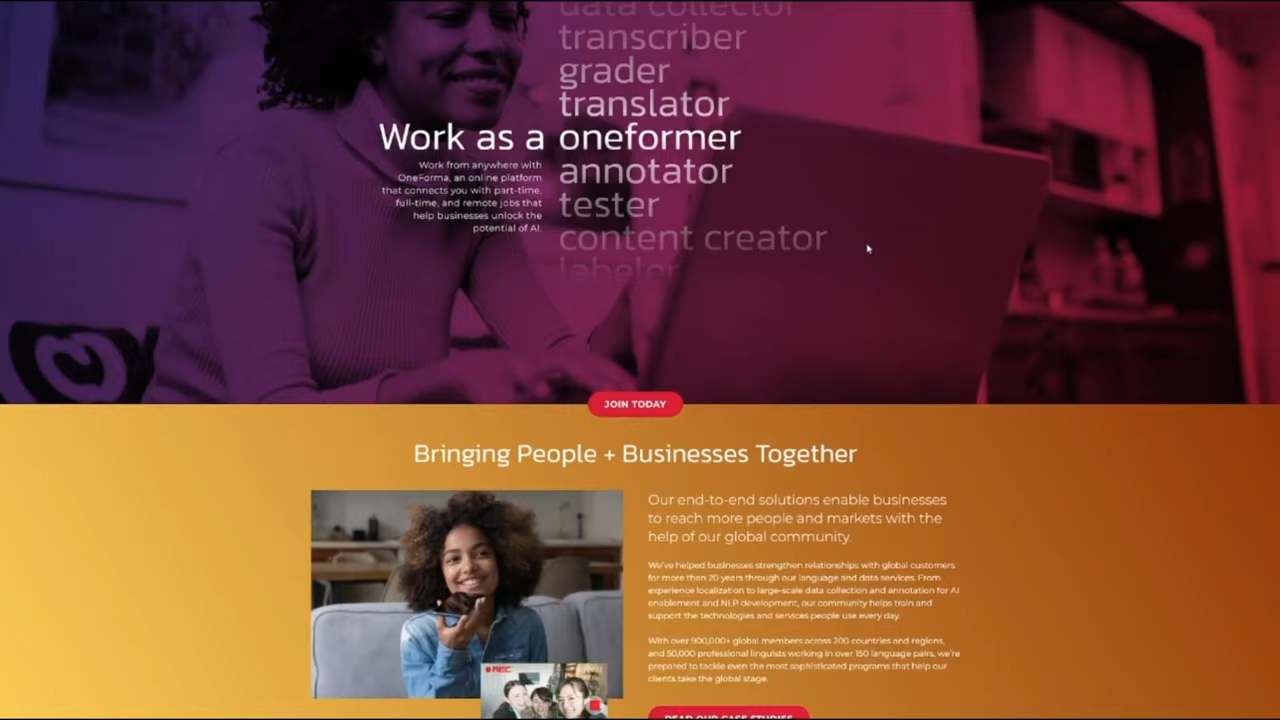 data collector
transcriber
grader
translator
Work as a oneformer
Work from anywhere with
OneForma, an online platform
that connects you with part-time,
full-time, and remote jobs that
help businesses unlock the
potential of AI.
annotator
tester
content creator
labeler
JOIN TODAY
Bringing People + Businesses Together
Our end-to-end solutions enable businesses
to reach more people and markets with the
help of our global community.
We've helped businesses strengthen relationships with global customers
for more than 20 years through our language and data services. From
experience localization to large-scale data collection and annotation for AI
enablement and NLP development, our community helps train and
support the technologies and services people use every day.
With over 900,000+ global members across 200 countries and regions,
and 50,000 professional linguists working in over 150 language pairs, we're
prepared to tackle even the most sophisticated programs that help our
clients take the global stage.
REC
READ OUR CASE STUDIES